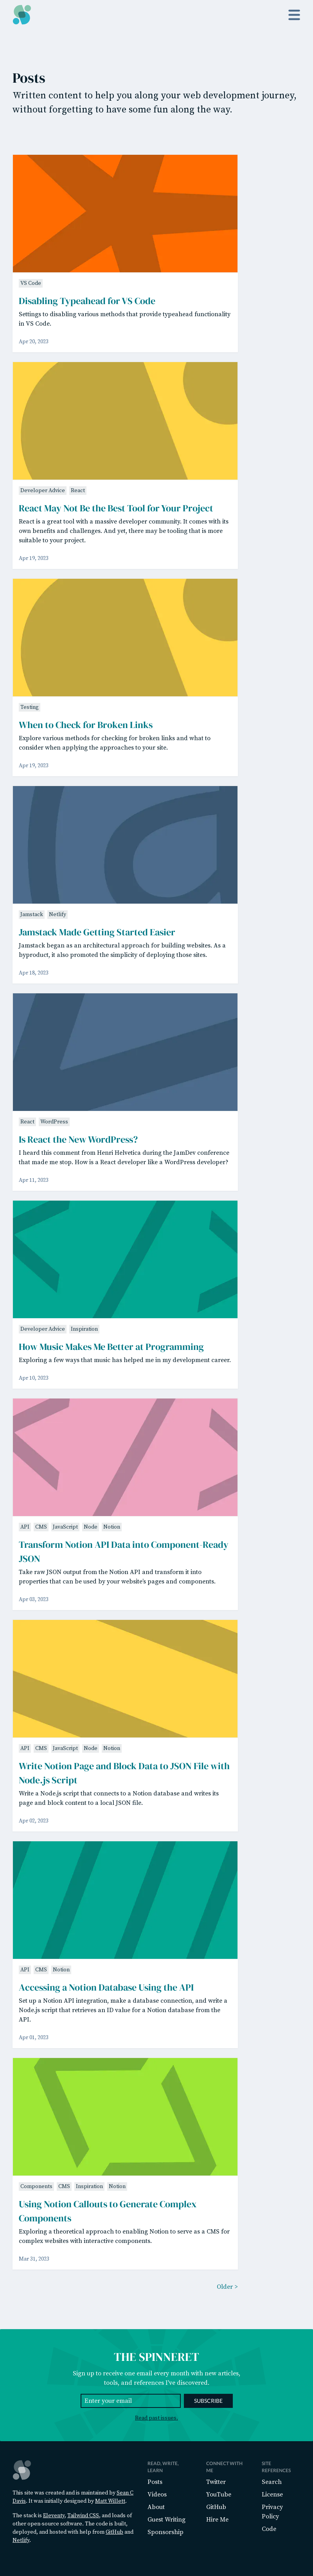 Posts
Written content to help you along your web development journey,
without forgetting to have some fun along the way.
VS Code
Disabling Typeahead for VS Code
Settings to disabling various methods that provide typeahead functionality
in VS Code.
Apr 20, 2023
Developer Advice React
React May Not Be the Best Tool for Your Project
React is a great tool with a massive developer community. It comes with its
own benefits and challenges. And yet, there may be tooling that is more
suitable to your project.
Apr 19, 2023
Testing
When to Check for Broken Links
Explore various methods for checking for broken links and what to
consider when applying the approaches to your site.
Apr 19, 2023
Jamstack Netlify
Jamstack Made Getting Started Easier
Jamstack began as an architectural approach for building websites. As a
byproduct, it also promoted the simplicity of deploying those sites.
Apr 18, 2023
React WordPress
Is React the New WordPress?
I heard this comment from Henri Helvetica during the JamDev conference
that made me stop. How is a React developer like a WordPress developer?
Apr 11, 2023
Developer Advice Inspiration
How Music Makes Me Better at Programming
Exploring a few ways that music has helped me in my development career.
Apr 10, 2023
API CMS JavaScript Node Notion
Transform Notion API Data into Component-Ready
JSON
Take raw JSON output from the Notion API and transform it into
properties that can be used by your website's pages and components.
Apr 03, 2023
API CMS JavaScript Node Notion
Write Notion Page and Block Data to JSON File with
Node.js Script
Write a Node.js script that connects to a Notion database and writes its
page and block content to a local JSON file.
Apr 02, 2023
API CMS Notion
Accessing a Notion Database Using the API
Set up a Notion API integration, make a database connection, and write a
Node.js script that retrieves an ID value for a Notion database from the
API.
Apr 01, 2023
Components CMS Inspiration Notion
Using Notion Callouts to Generate Complex
Components
Exploring a theoretical approach to enabling Notion to serve as a CMS for
complex websites with interactive components.
Mar 31, 2023
Older >
THE SPINNERET
Sign up to receive one email every month with new articles,
tools, and references I've discovered.
Enter your email SUBSCRIBE
Read past issues.
This site was created and is maintained by Sean C
Davis. It was initially designed by Matt Willett.
The stack is Eleventy, Tailwind CSS, and loads of
other open source software. The code is built,
deployed, and hosted with help from GitHub and
Netlify.
READ, WRITE,
LEARN
Posts
Videos
About
Guest Writing
Sponsorship
CONNECT WITH
ME
Twitter
YouTube
GitHub
Hire Me
SITE
REFERENCES
Search
License
Privacy
Policy
Code